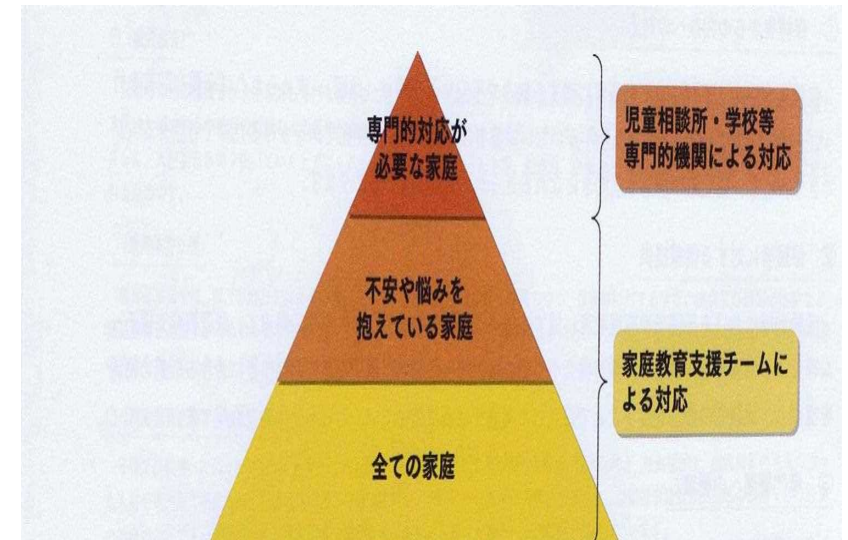 専門的対応が
必要な家庭
児童相談所・学校等
専門的機関による対応
不安や悩みを
抱えている家庭
家庭教育支援チームに
よる対応
全ての家庭